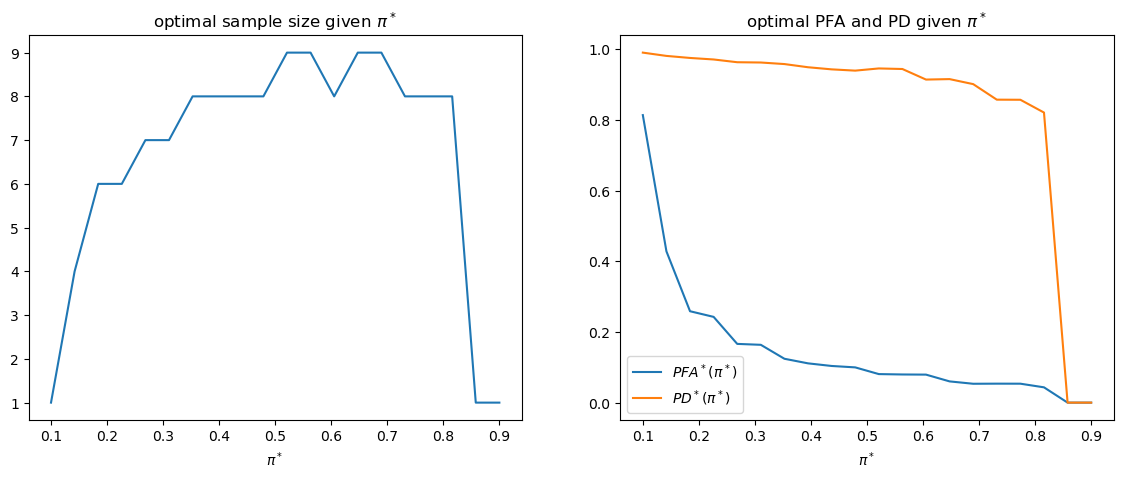 optimal sample size given π*
9
8
7
6
5
4
3
2
1
0.1 0.2 0.3 0.4 0.5 0.6 0.7 0.8 0.9
π*
optimal PFA and PD given π*
1.0
0.8
0.6
0.4
0.2
0.0
PFA*(π*)
PD*(π*)
0.1 0.2 0.3 0.4 0.5 0.6 0.7 0.8 0.9
π*